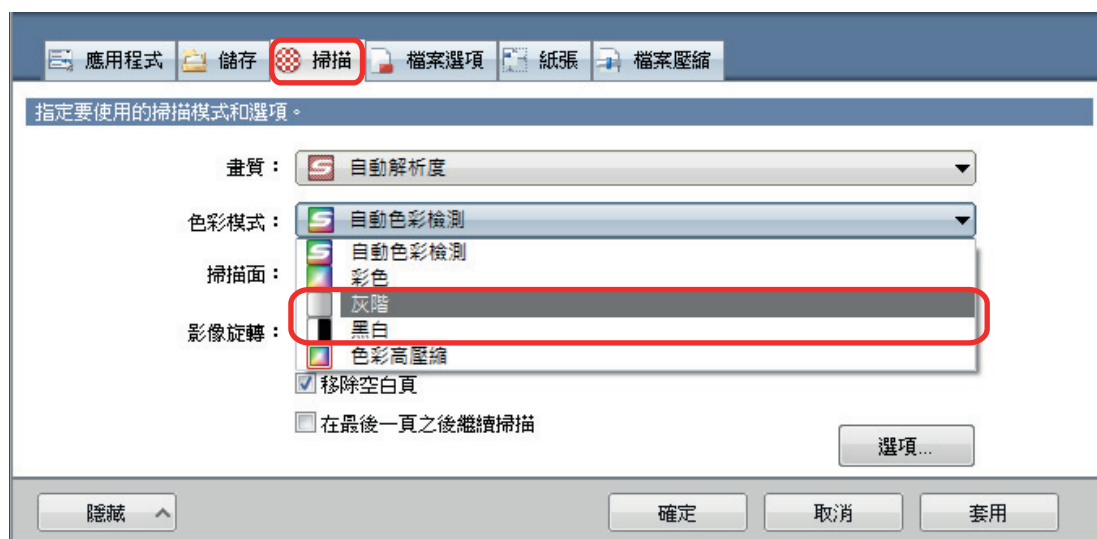 應用程式 儲存 掃描 檔案選項 紙張 檔案壓縮
指定要使用的掃描模式和選項。
畫質： 自動解析度
色彩模式： 自動色彩檢測
自動色彩檢測
掃描面： 彩色
灰階
影像旋轉： 黑白
色彩高壓縮
移除空白頁
在最後一頁之後繼續掃描
選項...
隱藏 確定 取消 套用